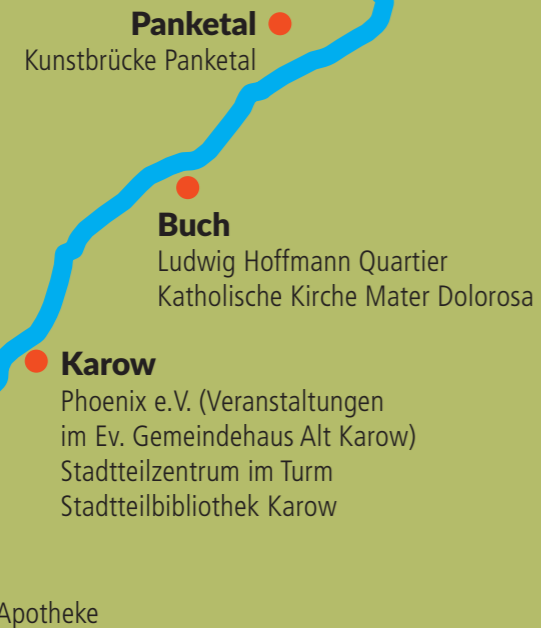 Panketal
Kunstbrücke Panketal
Buch
Ludwig Hoffmann Quartier
Katholische Kirche Mater Dolorosa
Karow
Phoenix e.V. (Veranstaltungen
im Ev. Gemeindehaus Alt Karow)
Stadtteilzentrum im Turm
Stadtteilbibliothek Karow
Apotheke